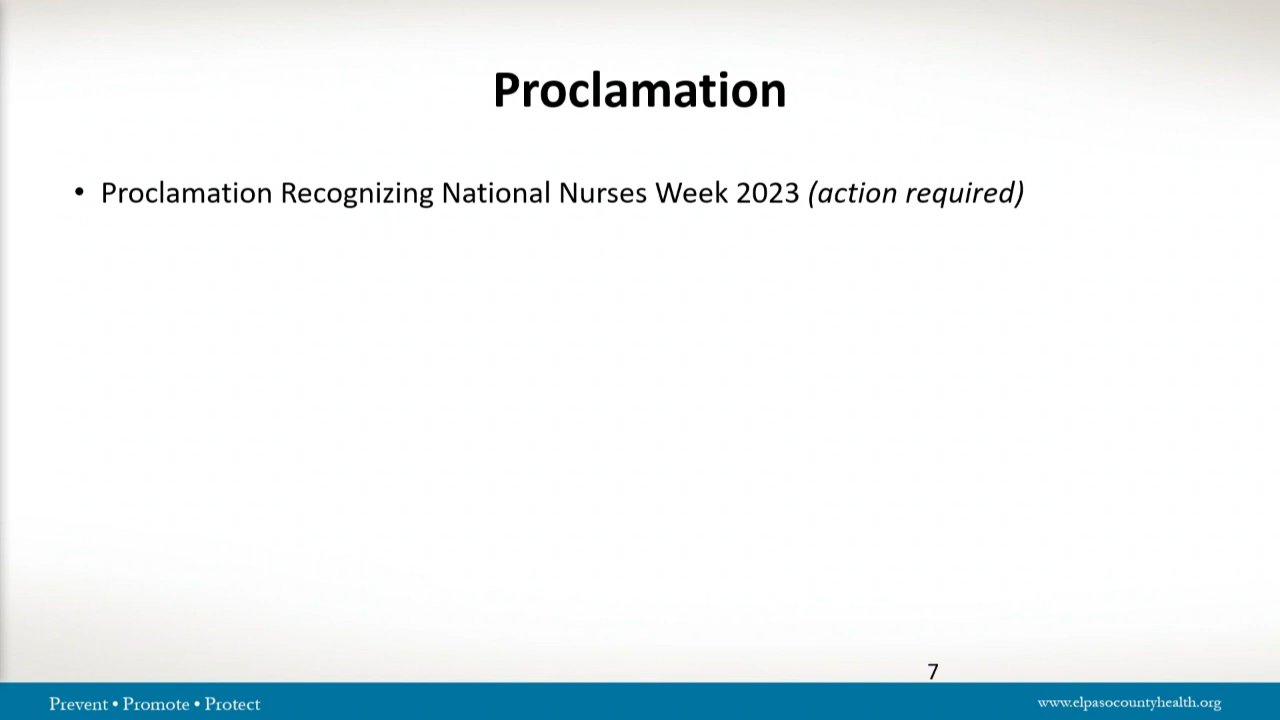 Proclamation
• Proclamation Recognizing National Nurses Week 2023 (action required)
7
Prevent • Promote • Protect
www.elpasocountyhealth.org